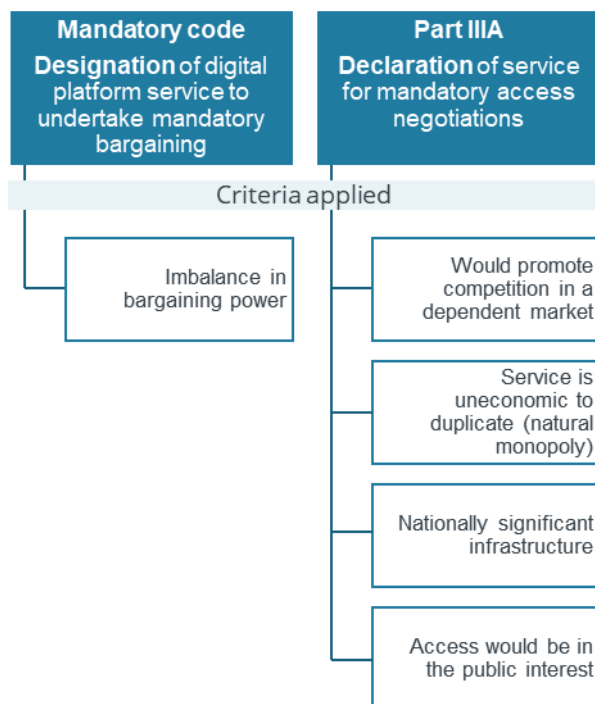 Mandatory code
Designation of digital
platform service to
undertake mandatory
bargaining
Part IIIA
Declaration of service
for mandatory access
negotiations
Criteria applied
Imbalance in
bargaining power
Would promote
competition in a
dependent market
Service is
uneconomic to
duplicate (natural
monopoly)
Nationally significant
infrastructure
Access would be in
the public interest